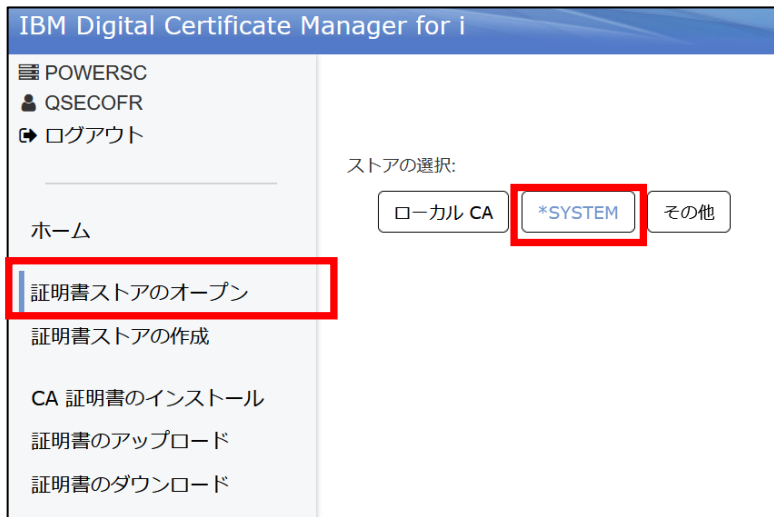 IBM Digital Certificate Manager for i
POWERSC
QSECOFR
ログアウト
ホーム
証明書ストアのオープン
証明書ストアの作成
CA 証明書のインストール
証明書のアップロード
証明書のダウンロード
ストアの選択:
ローカル CA
*SYSTEM
その他